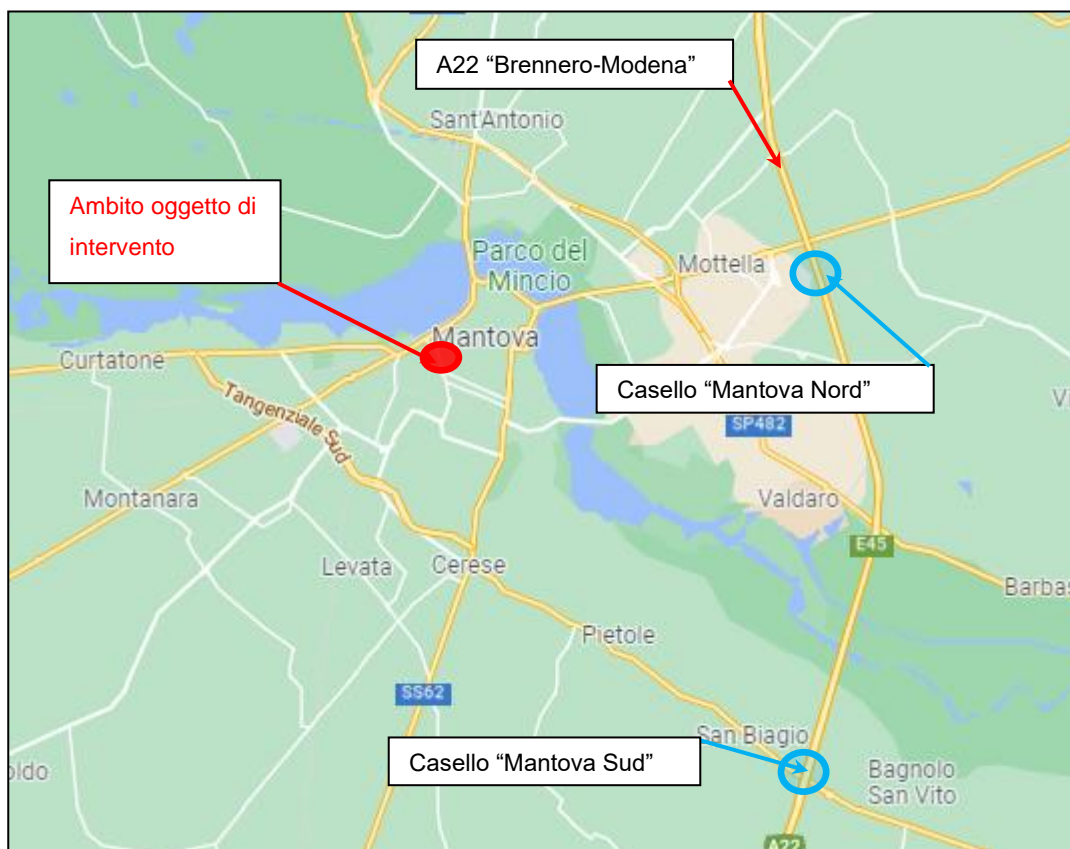 A22 “Brennero-Modena”
Sant'Antonio
Ambito oggetto di
intervento
Parco del
Mincio
Mottella
Mantova
Curtatone
Casello “Mantova Nord”
Tangenziale Sud
SP482
Montanara
Valdaro
E45
Levata
Cerese
Barbas
Pietole
SS62
San Biagio
Casello “Mantova Sud”
Bagnolo
San Vito
oldo
A22
Vi